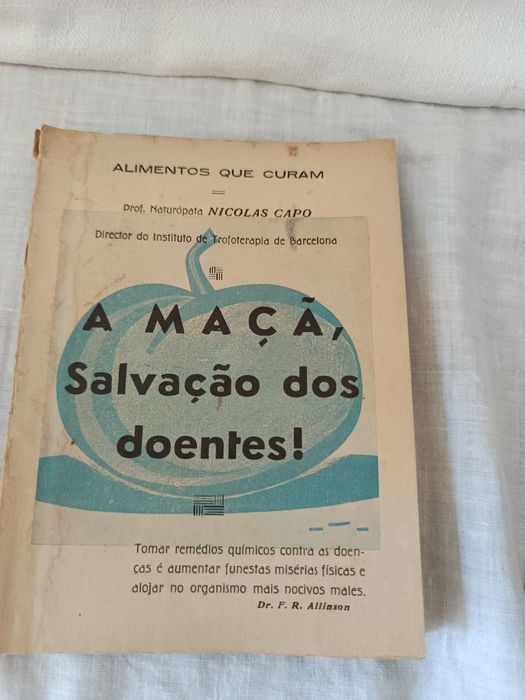 ALIMENTOS QUE CURAM
Prof. Naturópata NICOLAS CAPO
Director do Instituto de Trofoterapia de Barcelona
A MAÇÃ,
Salvação dos
doentes!
Tomar remédios químicos contra as doen-
ças é aumentar funestas misérias físicas e
alojar no organismo mais nocivos males.
Dr. F. R. Allinson